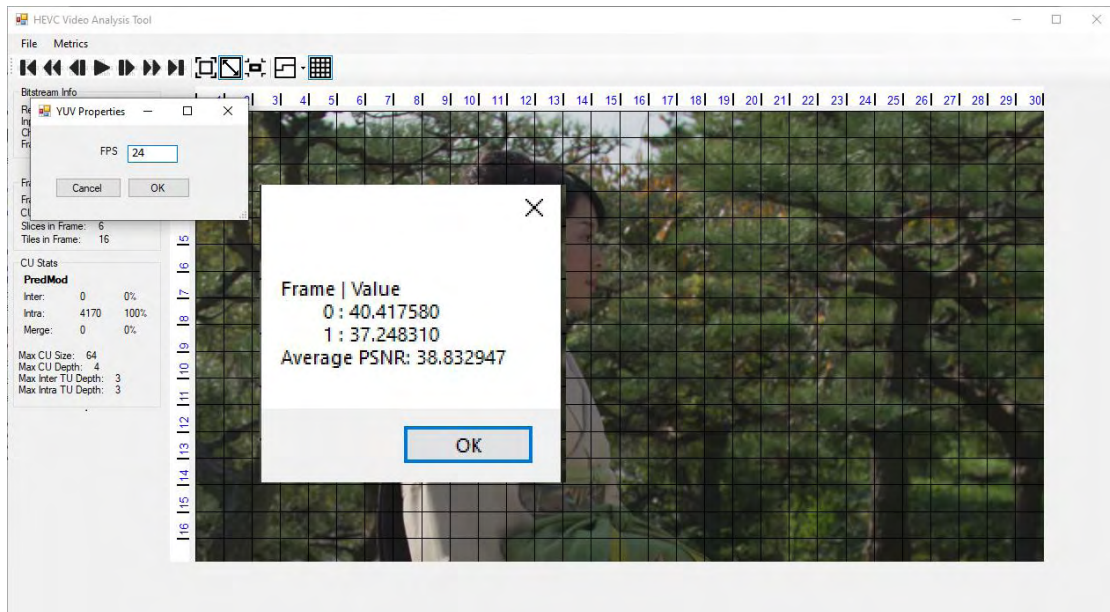 HEVC Video Analysis Tool
File Metrics
Bitstream Info
1 2 3 4 5 6 7 8 9 10 11 12 13 14 15 16 17 18 19 20 21 22 23 24 25 26 27 28 29 30
YUV Properties
FPS 24
Cancel OK
Slices in Frame: 6
Tiles in Frame: 16
CU Stats
PredMod
Inter: 0 0%
Intra: 4170 100%
Merge: 0 0%
Max CU Size: 64
Max CU Depth: 4
Max Inter TU Depth: 3
Max Intra TU Depth: 3
5
6
7
8
9
10
11
12
13
14
15
16
Frame | Value
0 : 40.417580
1 : 37.248310
Average PSNR: 38.832947
OK